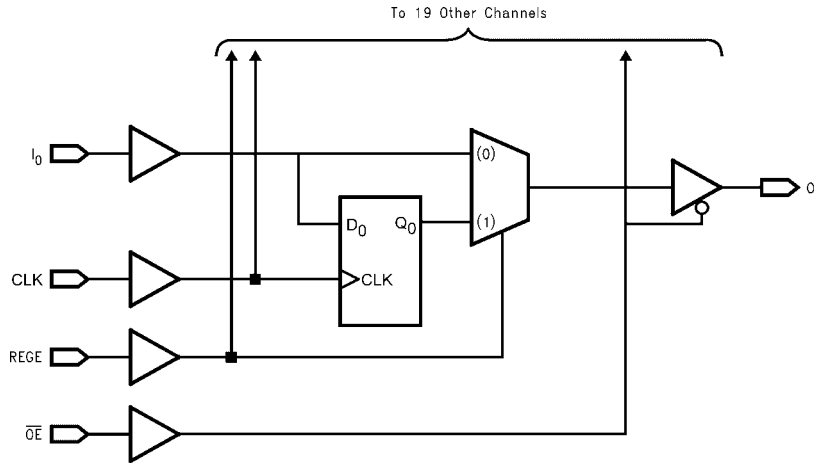 To 19 Other Channels
I0
(0)
D0
Q0
(1)
O
CLK
CLK
REGE
OE